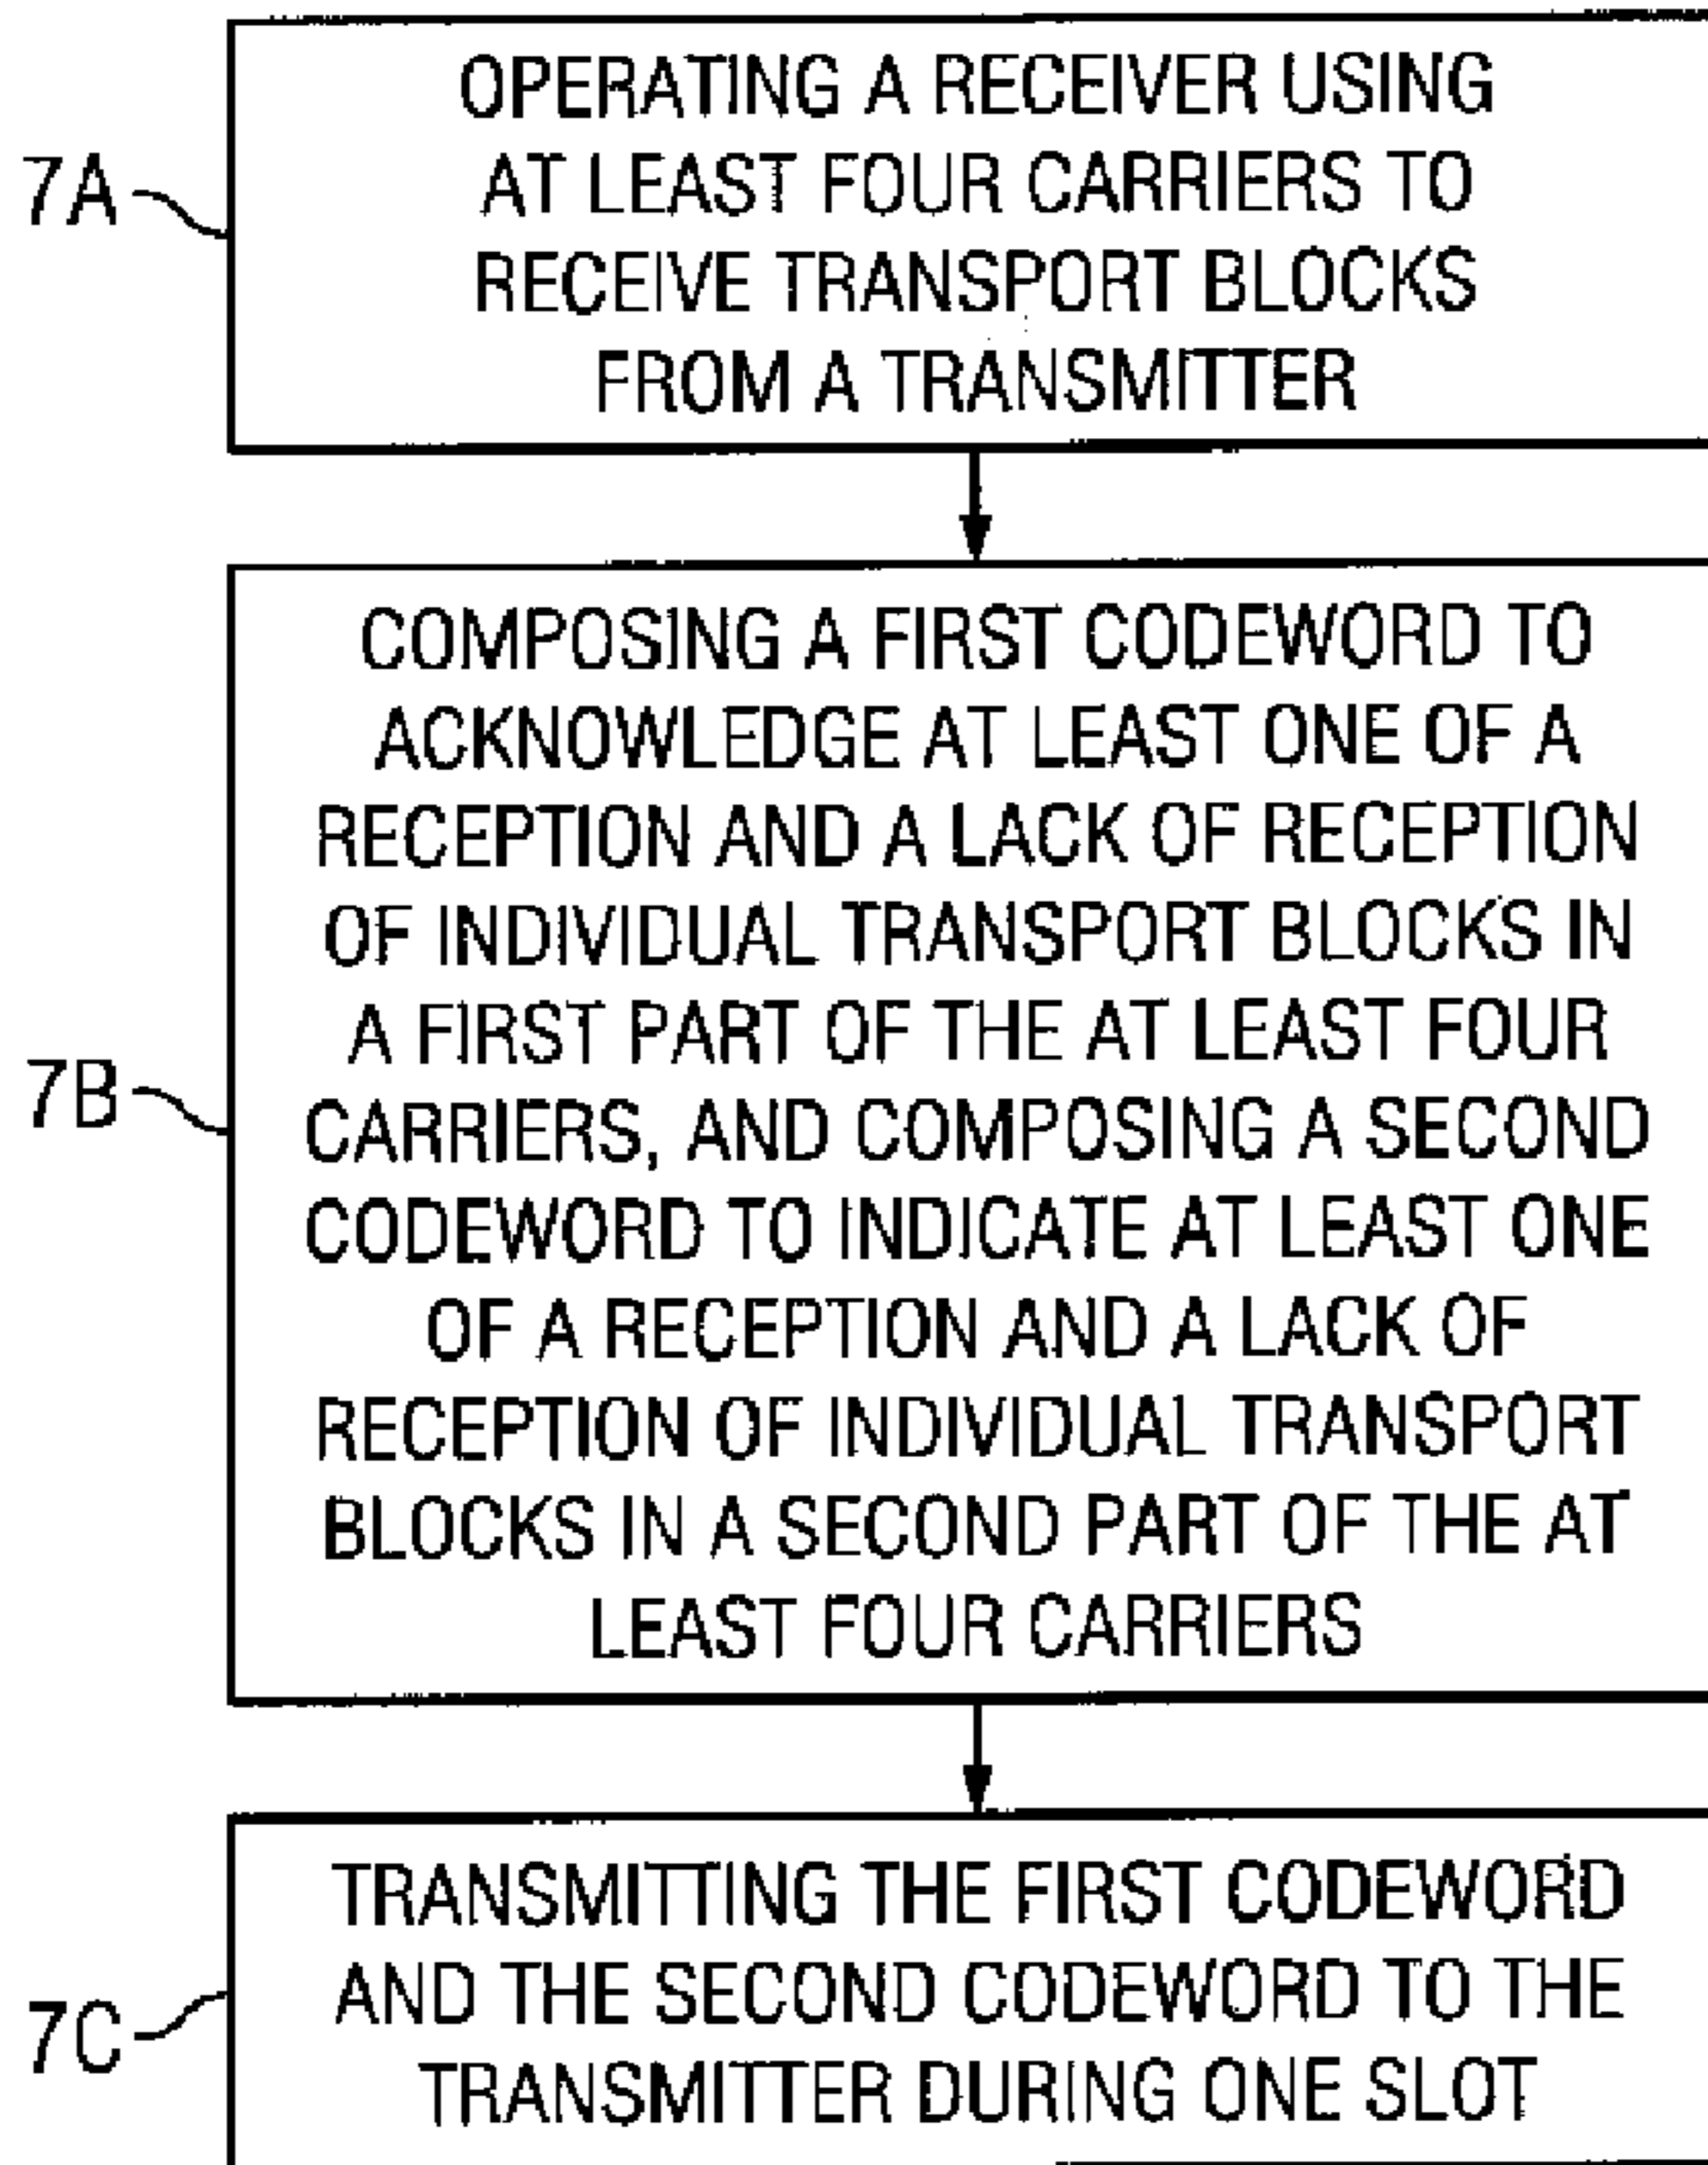 7A
OPERATING A RECEIVER USING
AT LEAST FOUR CARRIERS TO
RECEIVE TRANSPORT BLOCKS
FROM A TRANSMITTER
7B
COMPOSING A FIRST CODEWORD TO
ACKNOWLEDGE AT LEAST ONE OF A
RECEPTION AND A LACK OF RECEPTION
OF INDIVIDUAL TRANSPORT BLOCKS IN
A FIRST PART OF THE AT LEAST FOUR
CARRIERS, AND COMPOSING A SECOND
CODEWORD TO INDICATE AT LEAST ONE
OF A RECEPTION AND A LACK OF
RECEPTION OF INDIVIDUAL TRANSPORT
BLOCKS IN A SECOND PART OF THE AT
LEAST FOUR CARRIERS
7C
TRANSMITTING THE FIRST CODEWORD
AND THE SECOND CODEWORD TO THE
TRANSMITTER DURING ONE SLOT